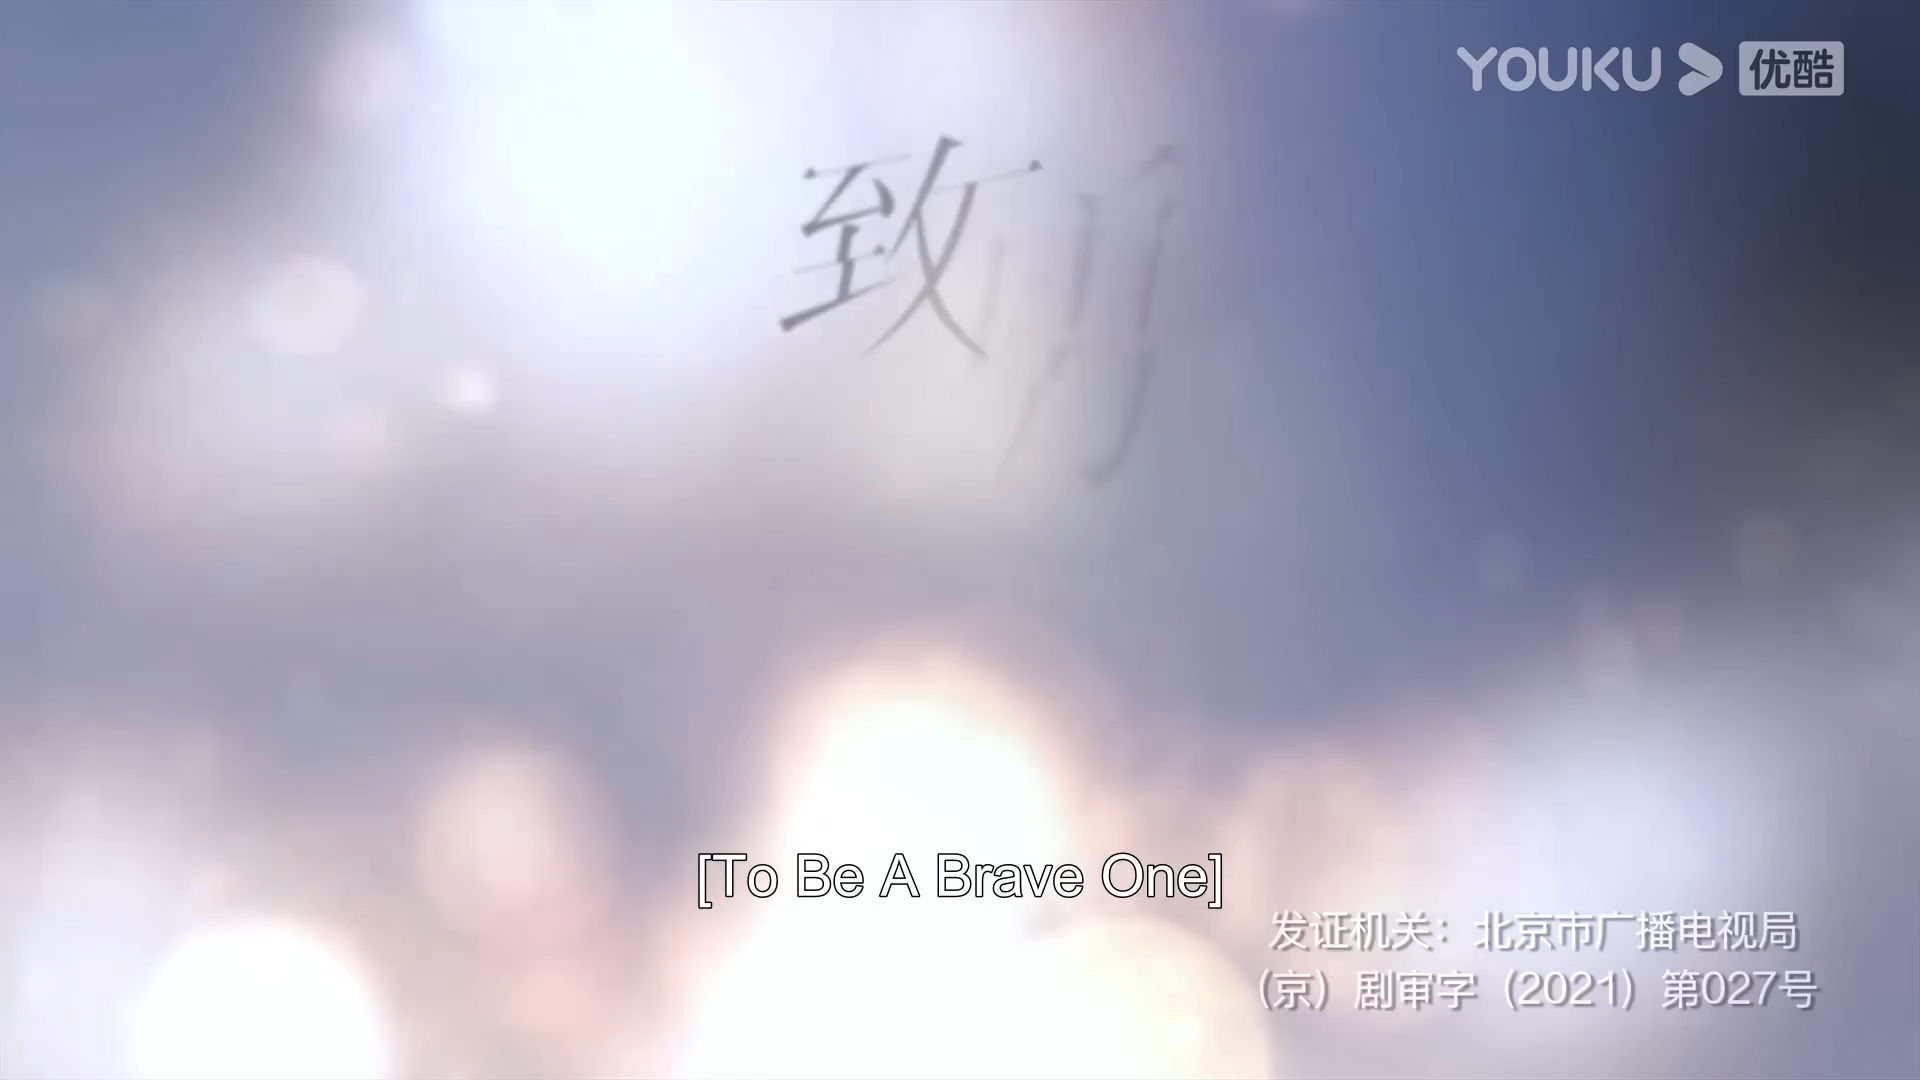 YOUKU 优酷
致
[To Be A Brave One]
发证机关：北京市广播电视局
（京）剧审字（2021）第027号